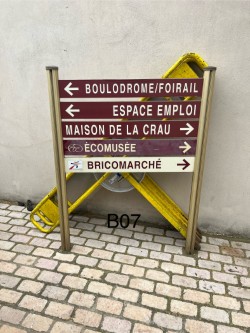 BOULODROME/FOIRAIL
ESPACE EMPLOI
MAISON DE LA CRAU
ÉCOMUSÉE
BRICOMARCHÉ
B07